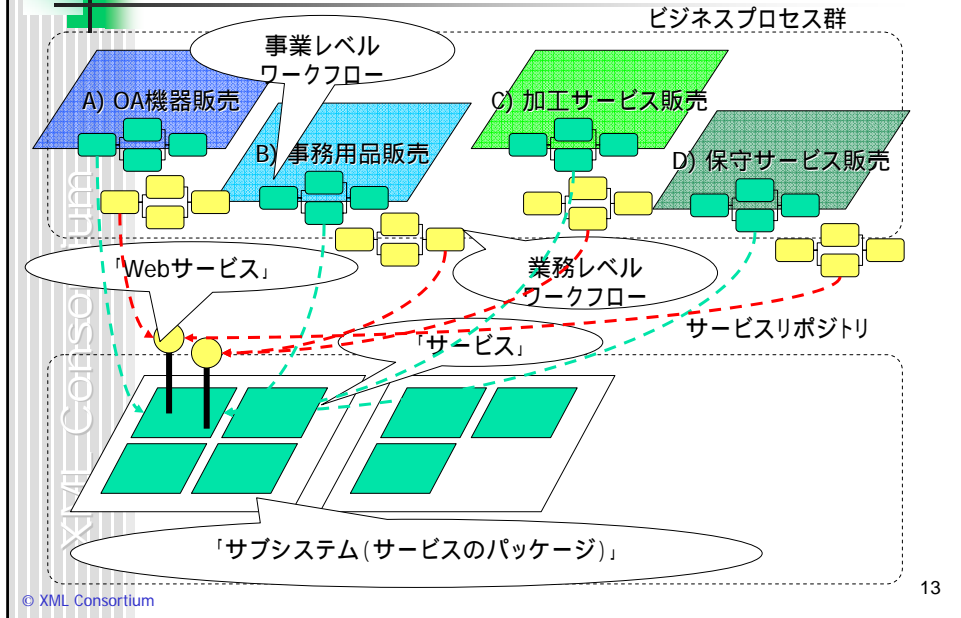 ビジネスプロセス群
事業レベル
ワークフロー
A) OA機器販売
C) 加工サービス販売
B) 事務用品販売
D) 保守サービス販売
「Webサービス」
業務レベル
ワークフロー
サービスリポジトリ
「サービス」
「サブシステム(サービスのパッケージ)」
XML Consortium
© XML Consortium
13